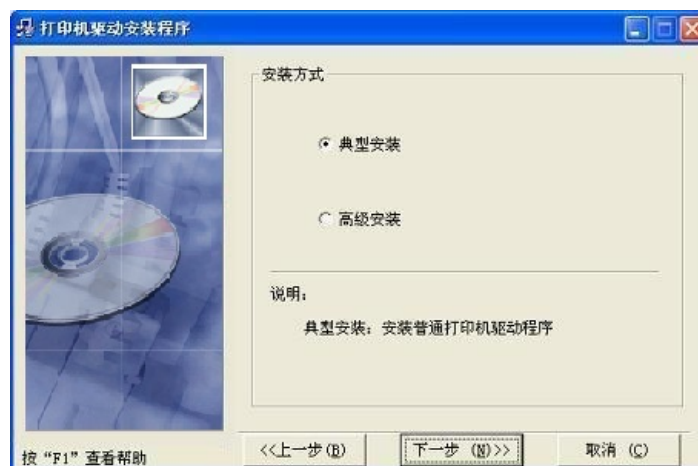 打印机驱动安装程序
安装方式
典型安装
高级安装
说明:
典型安装: 安装普通打印机驱动程序
按“F1”查看帮助
<<上一步(B)
下一步 (N)>>
取消 (C)